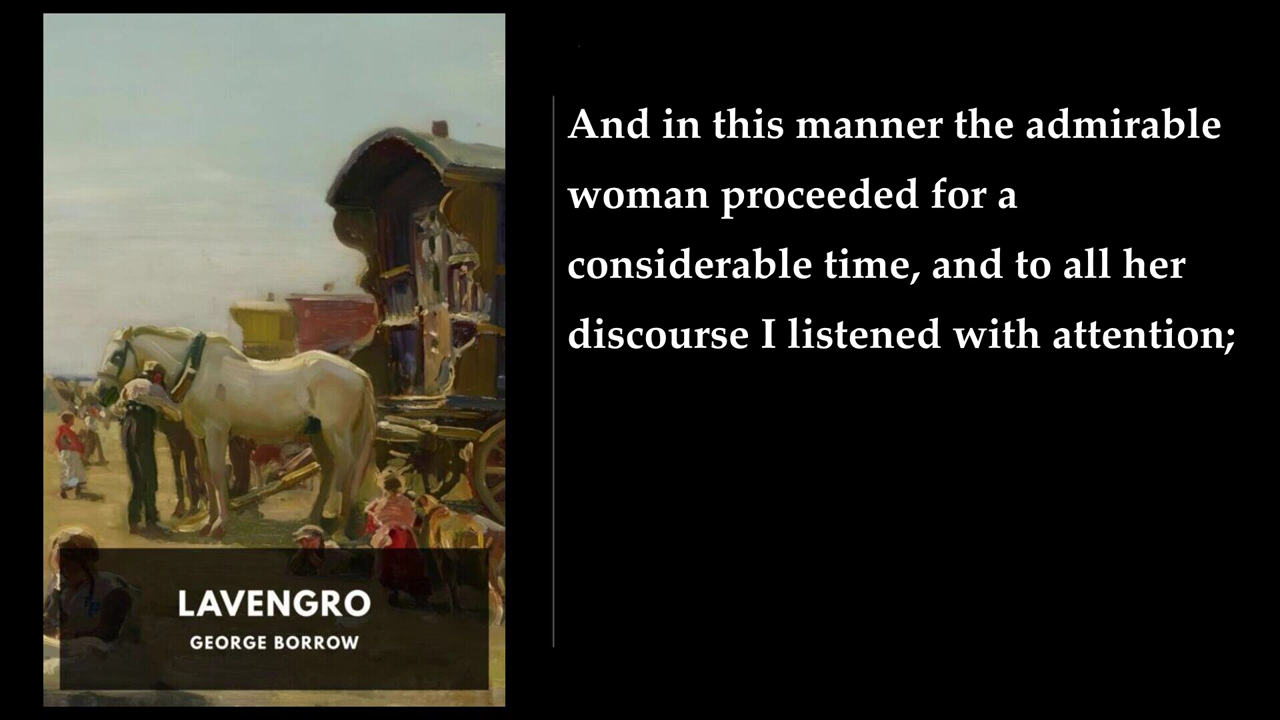 And in this manner the admirable
woman proceeded for a
considerable time, and to all her
discourse I listened with attention;
LAVENGRO
GEORGE BORROW